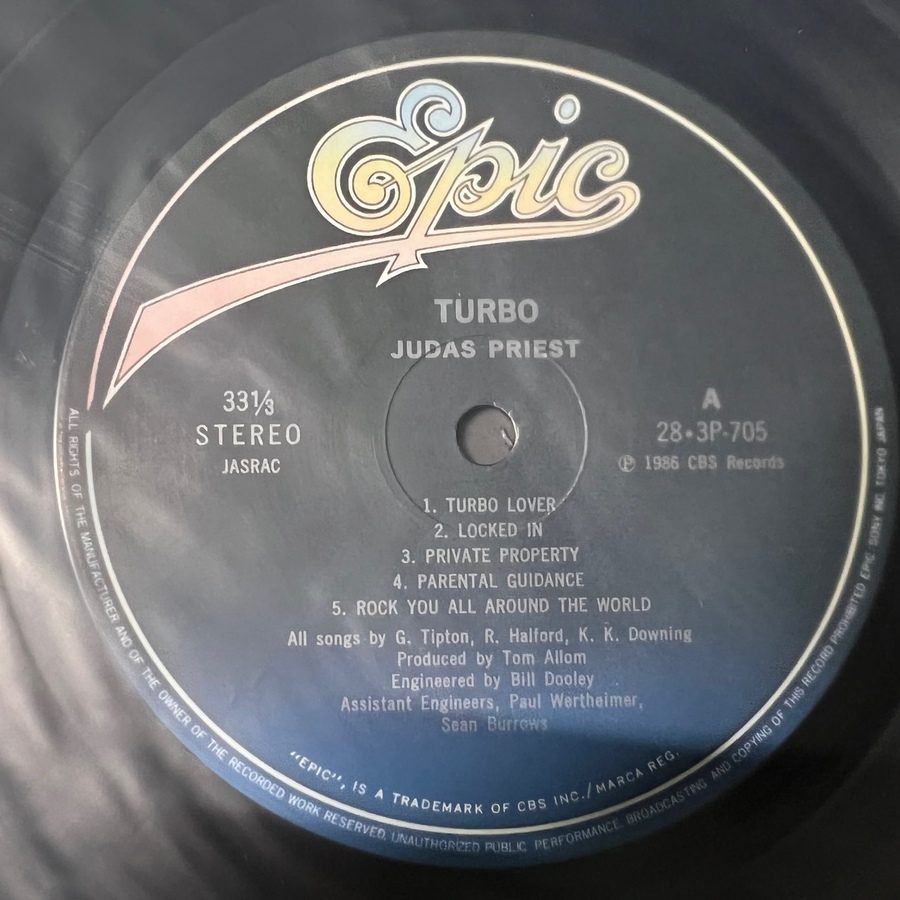 Epic
TURBO
JUDAS PRIEST
33⅓
STEREO
JASRAC
A
28・3P-705
Ⓟ 1986 CBS Records
1. TURBO LOVER
2. LOCKED IN
3. PRIVATE PROPERTY
4. PARENTAL GUIDANCE
5. ROCK YOU ALL AROUND THE WORLD
All songs by G. Tipton, R. Halford, K. K. Downing
Produced by Tom Allom
Engineered by Bill Dooley
Assistant Engineers, Paul Wertheimer,
Sean Burrows
"EPIC", IS A TRADEMARK OF CBS INC./MARCA REG.
ALL RIGHTS OF THE MANUFACTURER AND OF THE OWNER OF THE RECORDED WORK RESERVED. UNAUTHORIZED PUBLIC PERFORMANCE BROADCASTING AND COPYING OF THIS RECORD PROHIBITED EPIC SONY INC. TOKYO JAPAN